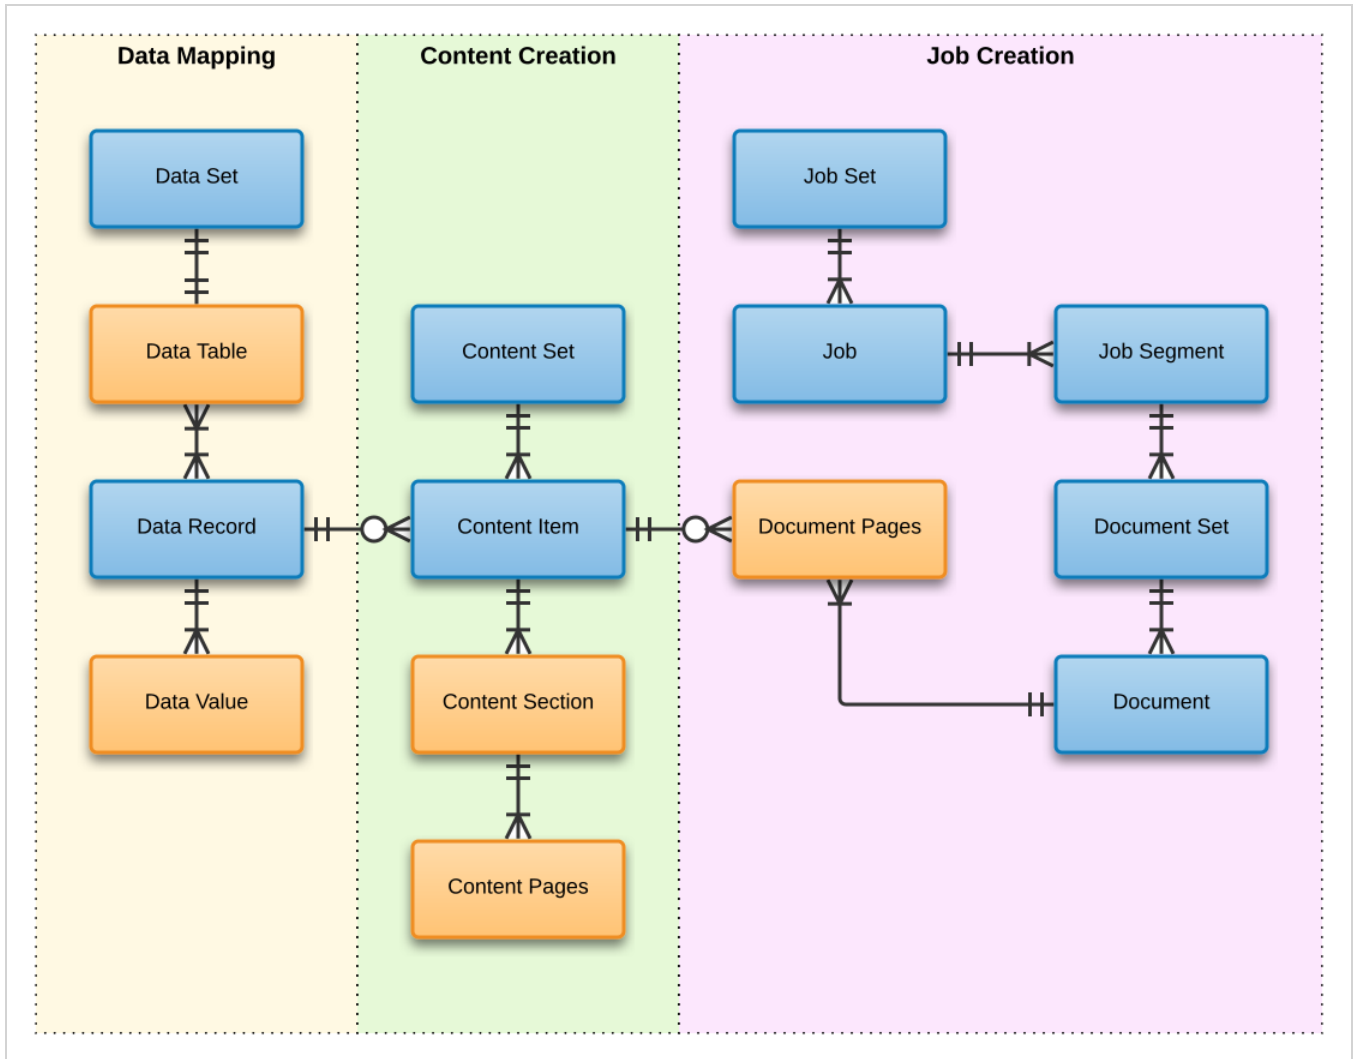 Data Mapping
Content Creation
Job Creation
Data Set
Job Set
Data Table
Content Set
Job
Job Segment
Data Record
Content Item
Document Pages
Document Set
Data Value
Content Section
Document
Content Pages